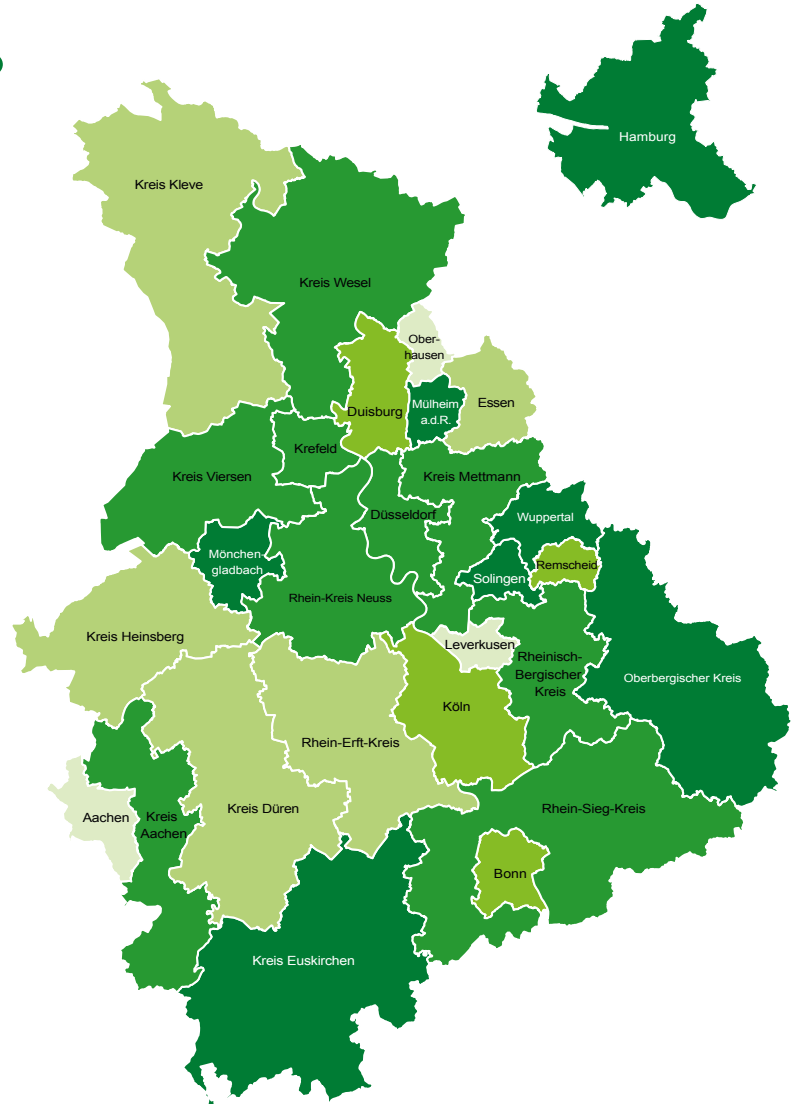 Hamburg
Kreis Kleve
Kreis Wesel
Ober-
hausen
Duisburg
Mülheim
a.d.R.
Essen
Krefeld
Kreis Viersen
Kreis Mettmann
Düsseldorf
Wuppertal
Mönchen-
gladbach
Remscheid
Solingen
Rhein-Kreis Neuss
Kreis Heinsberg
Leverkusen
Rheinisch-
Bergischer
Kreis
Oberbergischer Kreis
Köln
Rhein-Erft-Kreis
Kreis Düren
Rhein-Sieg-Kreis
Aachen
Kreis
Aachen
Bonn
Kreis Euskirchen